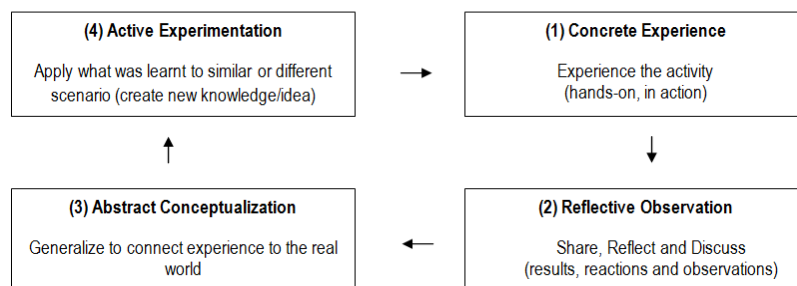 (4) Active Experimentation
Apply what was learnt to similar or different
scenario (create new knowledge/idea)
(1) Concrete Experience
Experience the activity
(hands-on, in action)
(3) Abstract Conceptualization
Generalize to connect experience to the real
world
(2) Reflective Observation
Share, Reflect and Discuss
(results, reactions and observations)